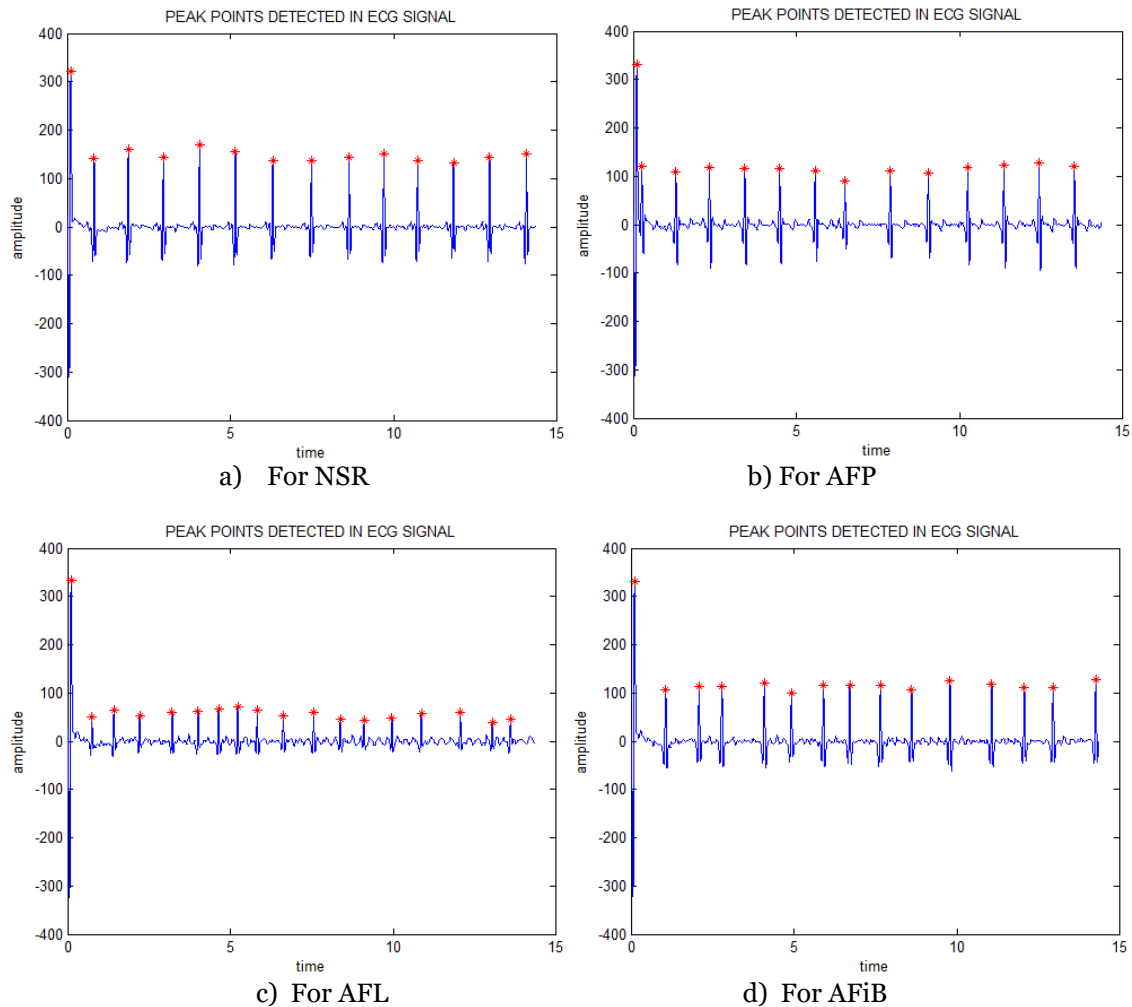 PEAK POINTS DETECTED IN ECG SIGNAL
400
300
200
100
0
-100
-200
-300
-400
amplitude
0 5 10 15
time
a) For NSR
PEAK POINTS DETECTED IN ECG SIGNAL
400
300
200
100
0
-100
-200
-300
-400
amplitude
0 5 10 15
time
b) For AFP
PEAK POINTS DETECTED IN ECG SIGNAL
400
300
200
100
0
-100
-200
-300
-400
amplitude
0 5 10 15
time
c) For AFL
PEAK POINTS DETECTED IN ECG SIGNAL
400
300
200
100
0
-100
-200
-300
-400
amplitude
0 5 10 15
time
d) For AFiB